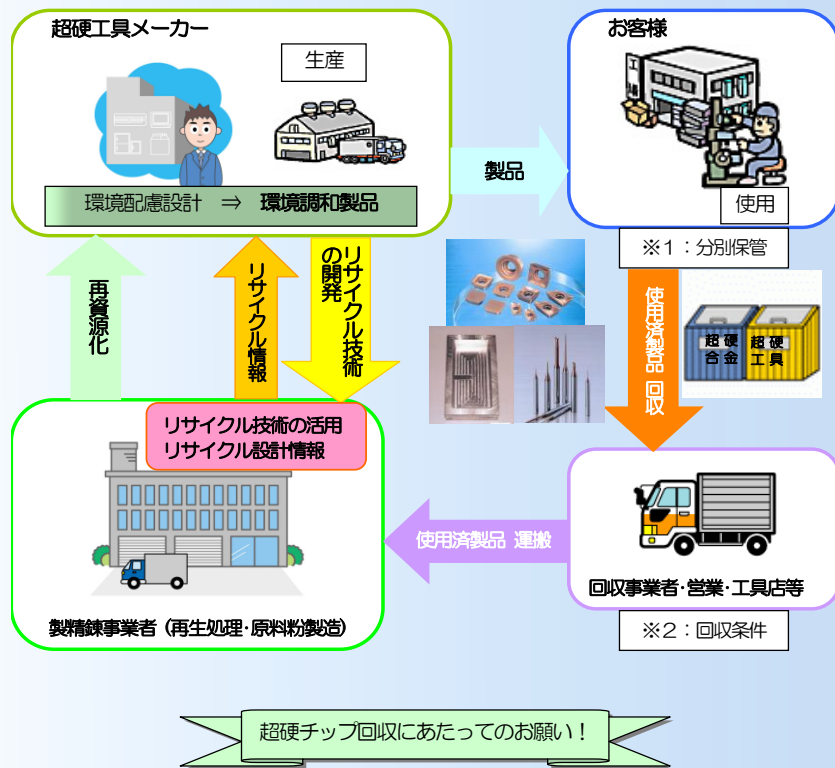 超硬工具メーカー
生産
環境配慮設計 ⇒ 環境調和製品
製品
お客様
工
使用
※1:分別保管
再資源化
リサイクル情報
リサイクル技術
の開発
使用済製品 回収
超硬
合金
超硬
工具
リサイクル技術の活用
リサイクル設計情報
製精錬事業者(再生処理・原料粉製造)
使用済製品 運搬
回収事業者・営業・工具店等
※2:回収条件
超硬チップ回収にあたってのお願い!